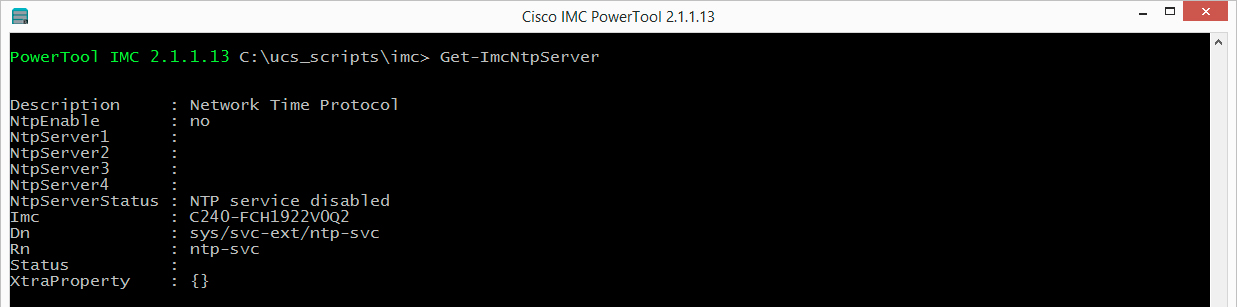 Cisco IMC PowerTool 2.1.1.13
PowerTool IMC 2.1.1.13 C:\ucs_scripts\imc> Get-ImcNtpServer
Description     : Network Time Protocol
NtpEnable       : no
NtpServer1      :
NtpServer2      :
NtpServer3      :
NtpServer4      :
NtpServerStatus : NTP service disabled
Imc             : C240-FCH1922V0Q2
Dn              : sys/svc-ext/ntp-svc
Rn              : ntp-svc
Status          :
XtraProperty    : {}